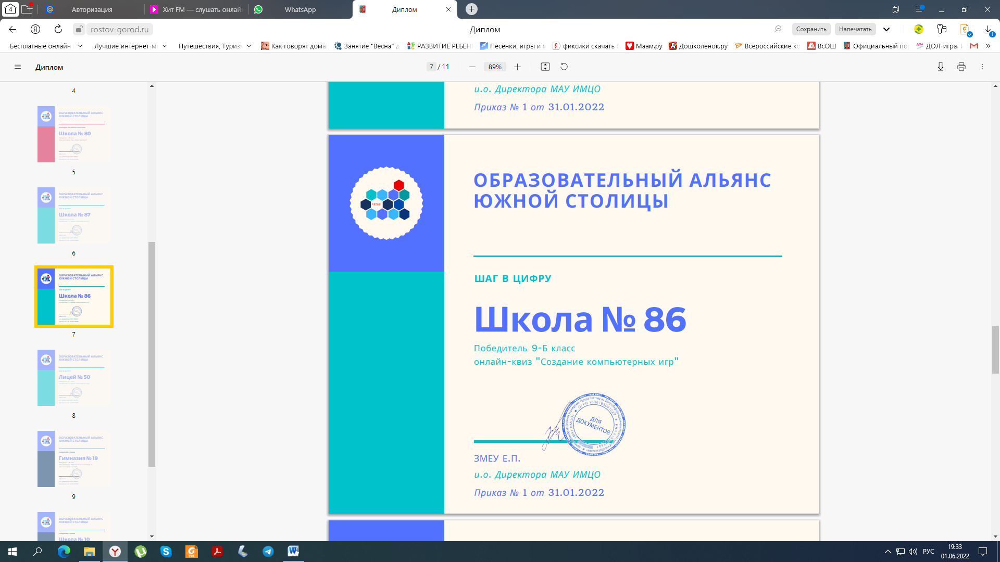 4
Авторизация
Хит FM — слушать онлай
WhatsApp
Диплом
rostov-gorod.ru
Диплом
Сохранить
Напечатать
1
Бесплатные онлайн
Лучшие интернет-ма
Путешествия, Туризм
Как говорят дома
Занятие "Весна" д
РАЗВИТИЕ РЕБЕН
Песенки, игры и м
фиксики скачать
Маам.ру
Дошколенок.ру
Всероссийские ко
ВсОШ
Официальный по
ДОЛ-игра.
Диплом
7 / 11
89%
4
ОБРАЗОВАТЕЛЬНЫЙ АЛЬЯНС
ЮЖНОЙ СТОЛИЦЫ
Школа № 80
5
ОБРАЗОВАТЕЛЬНЫЙ АЛЬЯНС
ЮЖНОЙ СТОЛИЦЫ
Школа № 87
6
ОБРАЗОВАТЕЛЬНЫЙ АЛЬЯНС
ЮЖНОЙ СТОЛИЦЫ
Школа № 86
7
ОБРАЗОВАТЕЛЬНЫЙ АЛЬЯНС
ЮЖНОЙ СТОЛИЦЫ
Лицей № 50
8
ОБРАЗОВАТЕЛЬНЫЙ АЛЬЯНС
ЮЖНОЙ СТОЛИЦЫ
Гимназия № 19
9
ОБРАЗОВАТЕЛЬНЫЙ АЛЬЯНС
ЮЖНОЙ СТОЛИЦЫ
Школа № 10
и.о. Директора МАУ ИМЦО
Приказ № 1 от 31.01.2022
ОБРАЗОВАТЕЛЬНЫЙ АЛЬЯНС
ЮЖНОЙ СТОЛИЦЫ
ШАГ В ЦИФРУ
Школа № 86
Победитель 9-Б класс
онлайн-квиз "Создание компьютерных игр"
ДЛЯ
ДОКУМЕНТОВ
ЗМЕУ Е.П.
и.о. Директора МАУ ИМЦО
Приказ № 1 от 31.01.2022
РУС
19:33
01.06.2022